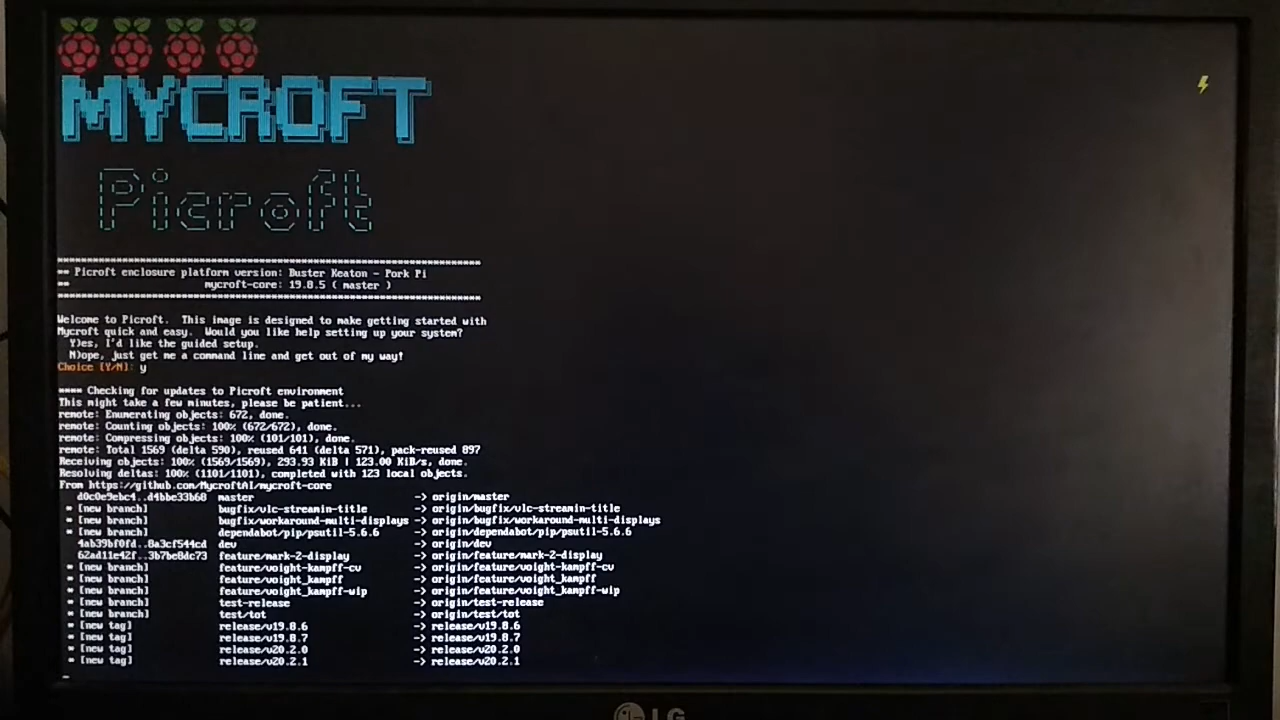 MYCROFT
Picroft
***********************************************************************
** Picroft enclosure platform version: Buster Keaton - Pork Pi
**                       mycroft-core: 19.8.5 ( master )
***********************************************************************
Welcome to Picroft.  This image is designed to make getting started with
Mycroft quick and easy.  Would you like help setting up your system?
  Y)es, I'd like the guided setup.
  N)ope, just get me a command line and get out of my way!
Choice [Y/N]: y
**** Checking for updates to Picroft environment
This might take a few minutes, please be patient...
remote: Enumerating objects: 672, done.
remote: Counting objects: 100% (672/672), done.
remote: Compressing objects: 100% (101/101), done.
remote: Total 1569 (delta 590), reused 641 (delta 571), pack-reused 897
Receiving objects: 100% (1569/1569), 293.93 KiB | 123.00 KiB/s, done.
Resolving deltas: 100% (1101/1101), completed with 123 local objects.
From https://github.com/MycroftAI/mycroft-core
   d0c0e9ebc4..d4bbe33b68  master -> origin/master
 * [new branch] bugfix/vlc-streamin-title -> origin/bugfix/vlc-streamin-title
 * [new branch] bugfix/workaround-multi-displays -> origin/bugfix/workaround-multi-displays
 * [new branch] dependabot/pip/psutil-5.6.6 -> origin/dependabot/pip/psutil-5.6.6
   4ab39bf0fd..8a3cf544cd  dev -> origin/dev
   62ad11e42f..3b7be8dc73  feature/mark-2-display -> origin/feature/mark-2-display
 * [new branch] feature/voight-kampff-cv -> origin/feature/voight-kampff-cv
 * [new branch] feature/voight_kampff -> origin/feature/voight_kampff
 * [new branch] feature/voight_kampff-wip -> origin/feature/voight_kampff-wip
 * [new branch] test-release -> origin/test-release
 * [new branch] test/tot -> origin/test/tot
 * [new tag] release/v19.8.6 -> release/v19.8.6
 * [new tag] release/v19.8.7 -> release/v19.8.7
 * [new tag] release/v20.2.0 -> release/v20.2.0
 * [new tag] release/v20.2.1 -> release/v20.2.1
LG